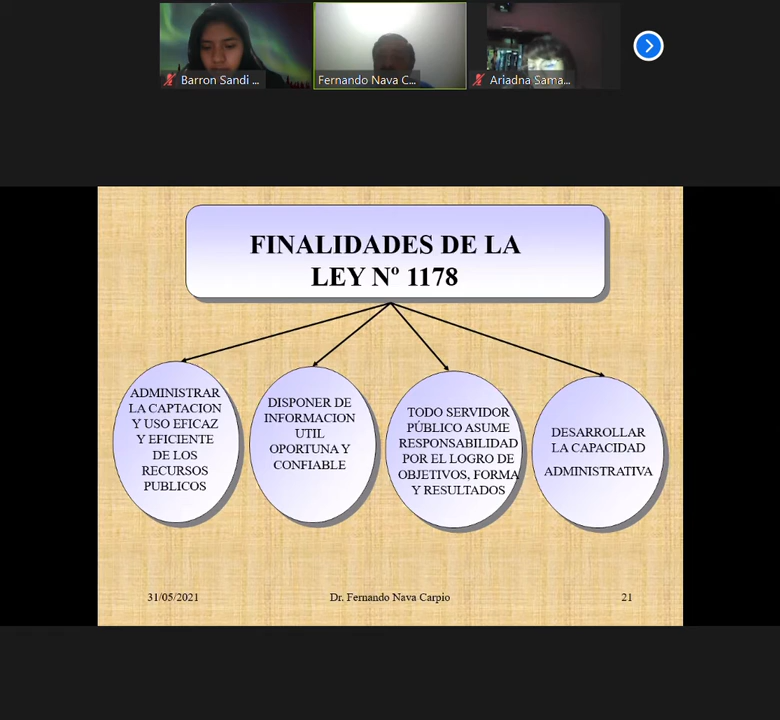 Barron Sandi ...
Fernando Nava C...
Ariadna Sama...
FINALIDADES DE LA
LEY Nº 1178
ADMINISTRAR
LA CAPTACION
Y USO EFICAZ
Y EFICIENTE
DE LOS
RECURSOS
PUBLICOS
DISPONER DE
INFORMACION
UTIL
OPORTUNA Y
CONFIABLE
TODO SERVIDOR
PÚBLICO ASUME
RESPONSABILIDAD
POR EL LOGRO DE
OBJETIVOS, FORMA
Y RESULTADOS
DESARROLLAR
LA CAPACIDAD
ADMINISTRATIVA
31/05/2021
Dr. Fernando Nava Carpio
21